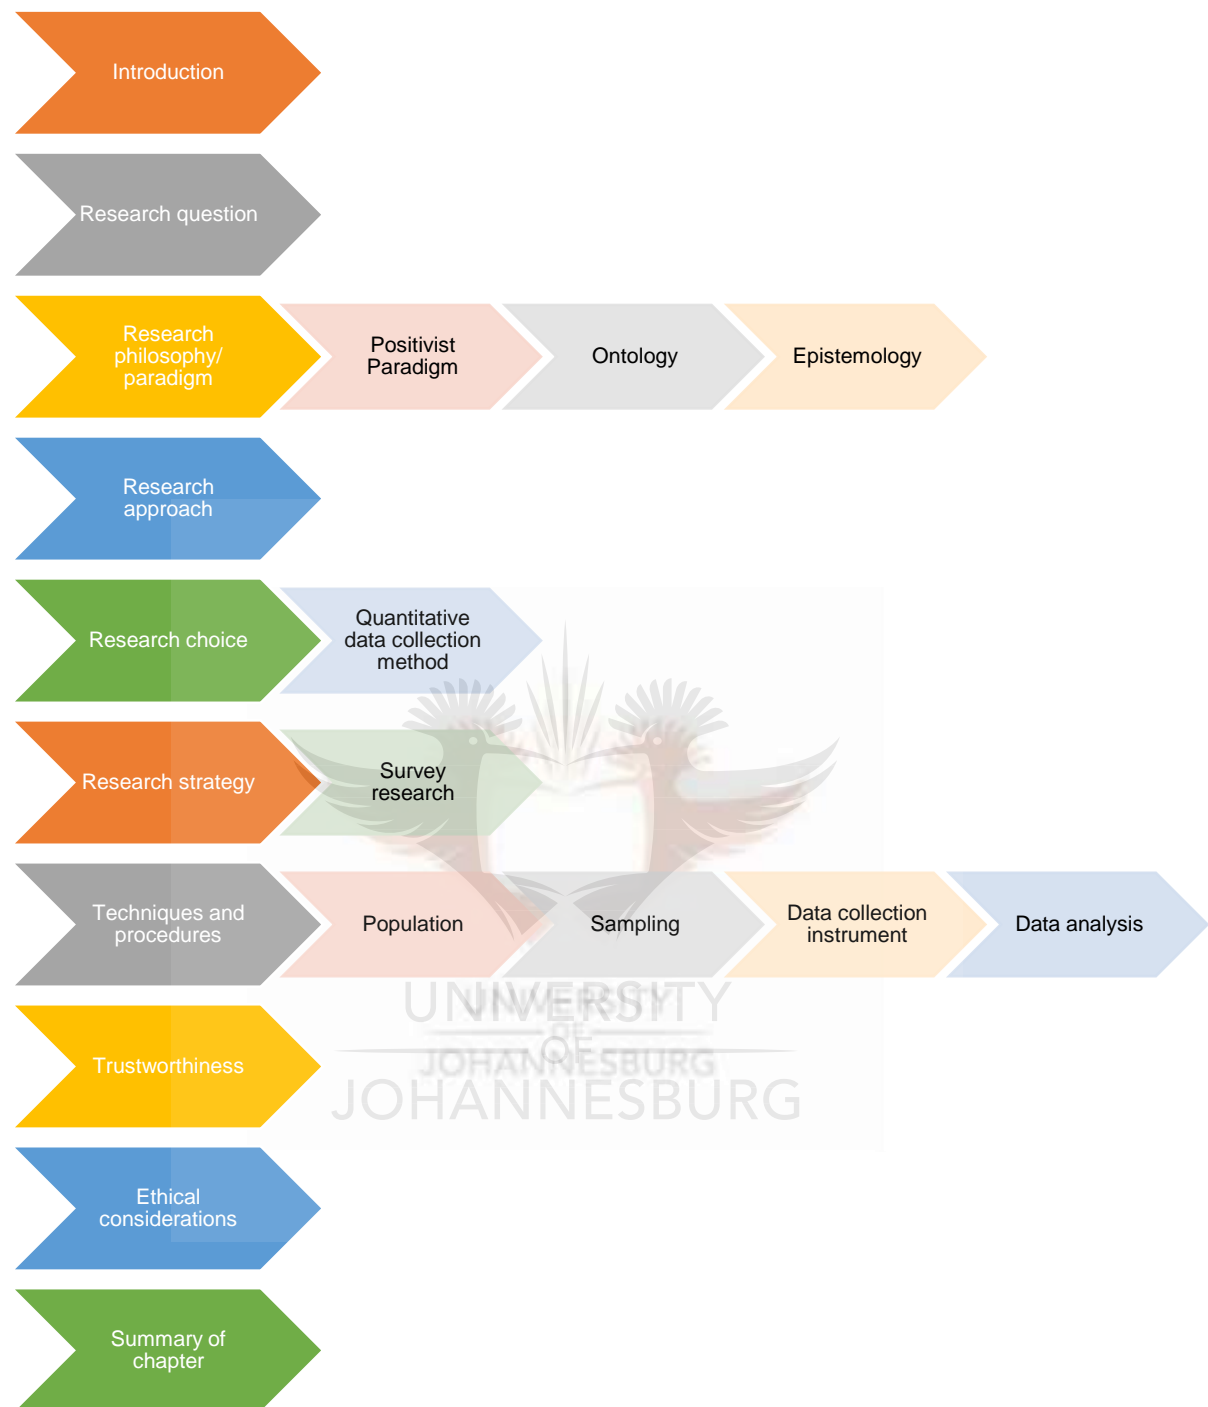 Introduction
Research question
Research
philosophy/
paradigm
Positivist
Paradigm
Ontology
Epistemology
Research
approach
Research choice
Quantitative
data collection
method
Research strategy
Survey
research
Techniques and
procedures
Population
Sampling
Data collection
instrument
Data analysis
UNIVERSITY
OF
JOHANNESBURG
Trustworthiness
Ethical
considerations
Summary of
chapter